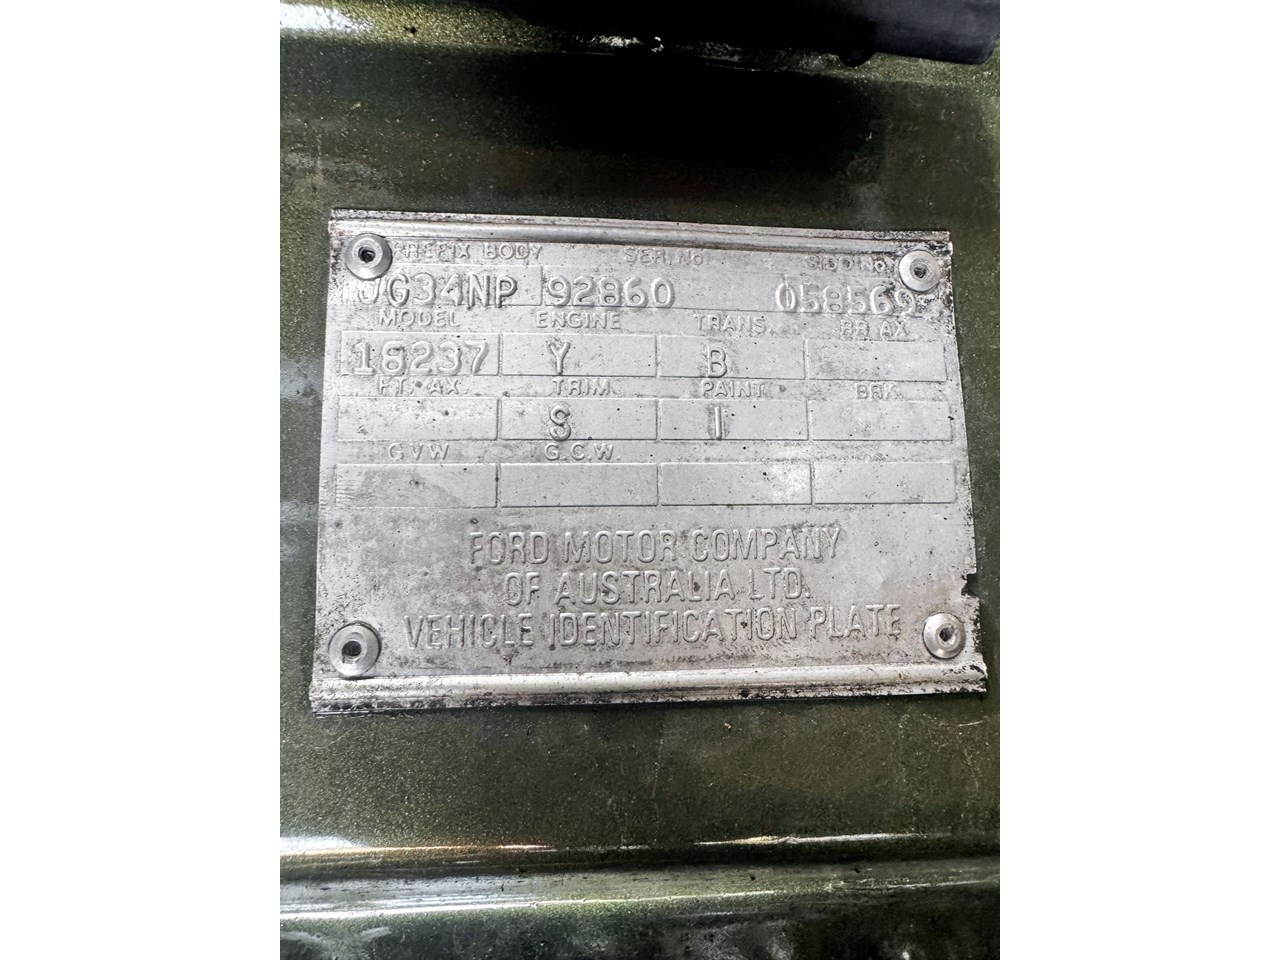 PREFIX BODY SER. No SIDO No
JG34NP 92860 058569
MODEL ENGINE TRANS. RR AX
18237 Y B
FT. AX TRIM PAINT BRK
S I
GVW G.C.W.
FORD MOTOR COMPANY
OF AUSTRALIA LTD.
VEHICLE IDENTIFICATION PLATE